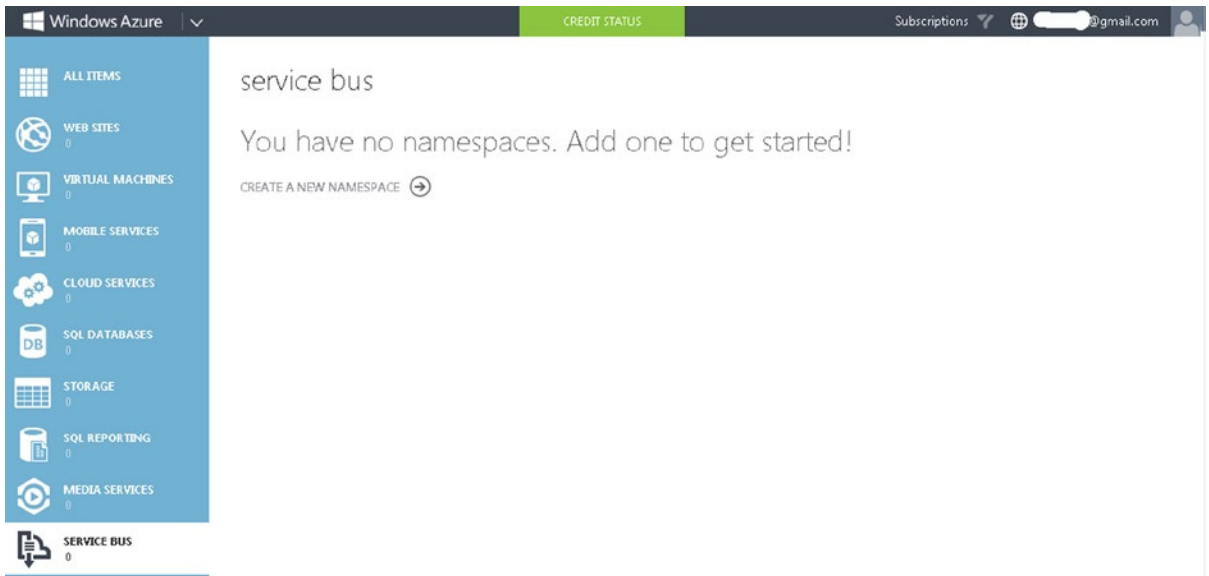 Windows Azure
CREDIT STATUS
Subscriptions
@gmail.com
ALL ITEMS
WEB SITES
0
VIRTUAL MACHINES
0
MOBILE SERVICES
0
CLOUD SERVICES
0
SQL DATABASES
0
DB
STORAGE
0
SQL REPORTING
0
MEDIA SERVICES
0
SERVICE BUS
0
service bus
You have no namespaces. Add one to get started!
CREATE A NEW NAMESPACE